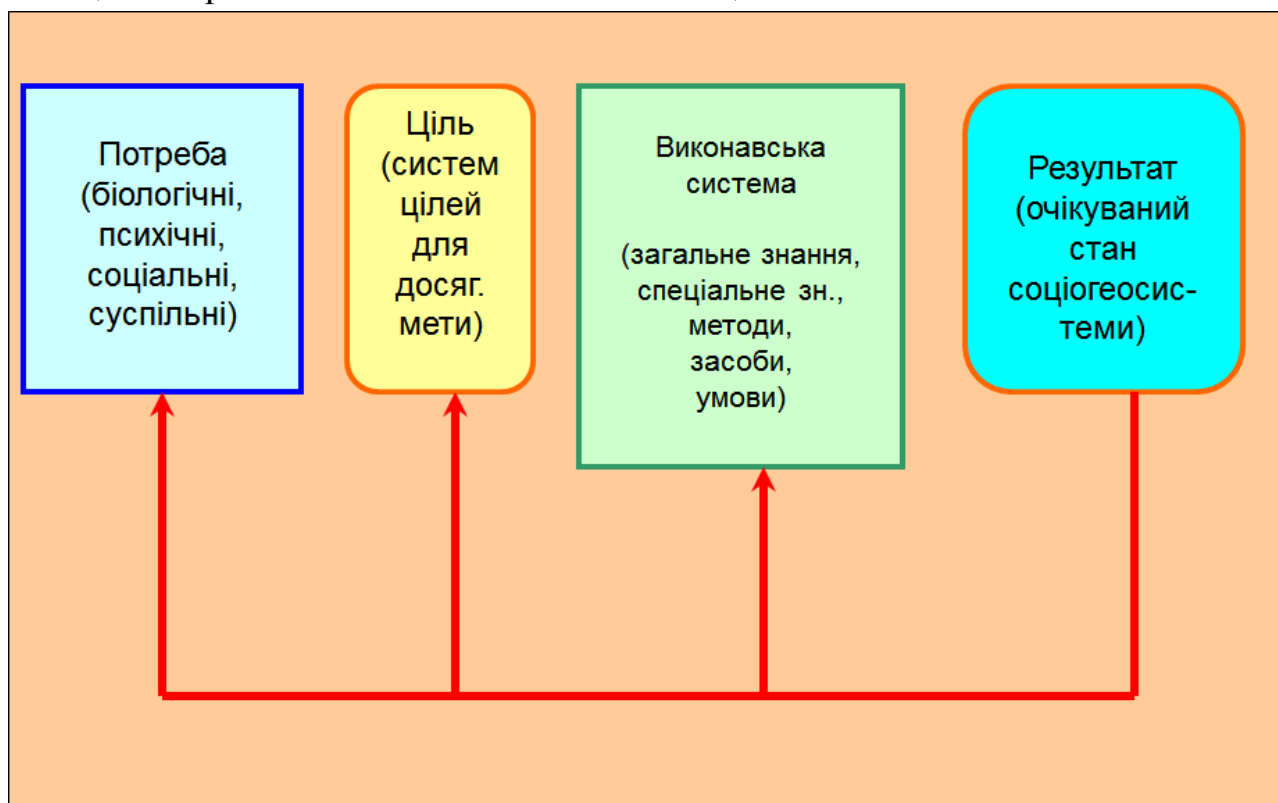 Потреба
(біологічні,
психічні,
соціальні,
суспільні)
Ціль
(систем
цілей
для
досяг.
мети)
Виконавська
система
(загальне знання,
спеціальне зн.,
методи,
засоби,
умови)
Результат
(очікуваний
стан
соціогеосис-
теми)